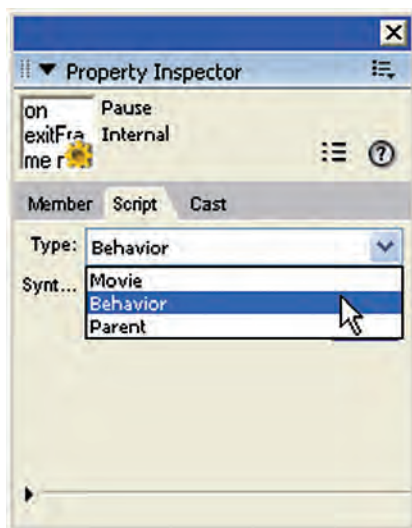 Property Inspector
on
exitFra
me r
Pause
Internal
Member Script Cast
Type: Behavior
Synt...
Movie
Behavior
Parent